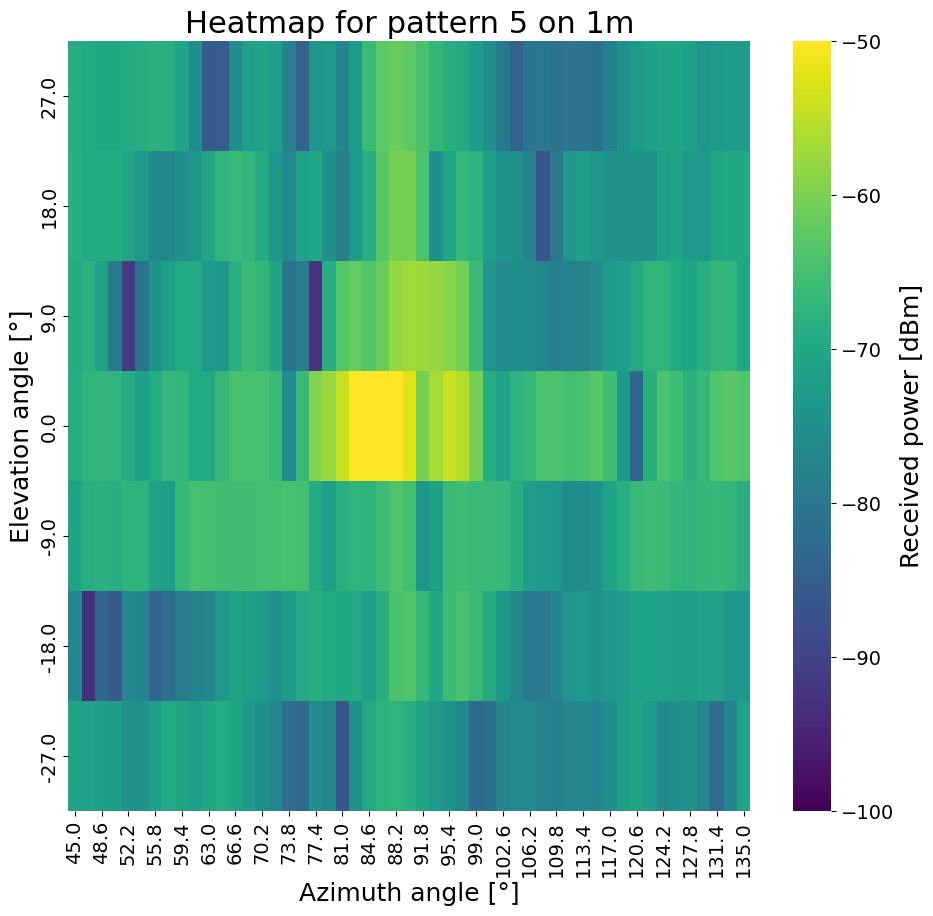 Heatmap for pattern 5 on 1m
Elevation angle [°]
27.0
18.0
9.0
0.0
-9.0
-18.0
-27.0
45.0 48.6 52.2 55.8 59.4 63.0 66.6 70.2 73.8 77.4 81.0 84.6 88.2 91.8 95.4 99.0 102.6 106.2 109.8 113.4 117.0 120.6 124.2 127.8 131.4 135.0
Azimuth angle [°]
−50
−60
−70
−80
−90
−100
Received power [dBm]